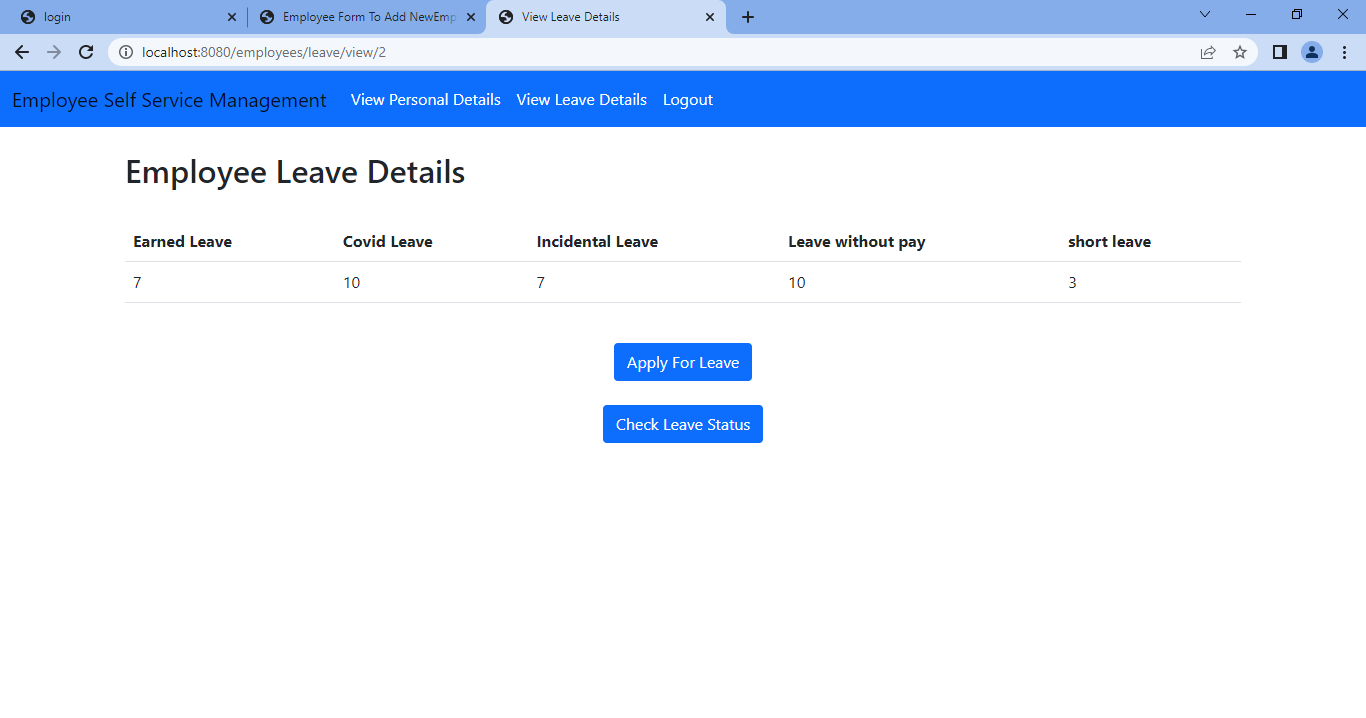 login Employee Form To Add NewEmp View Leave Details
localhost:8080/employees/leave/view/2
Employee Self Service Management View Personal Details View Leave Details Logout
Employee Leave Details
Earned Leave Covid Leave Incidental Leave Leave without pay short leave
7 10 7 10 3
Apply For Leave
Check Leave Status